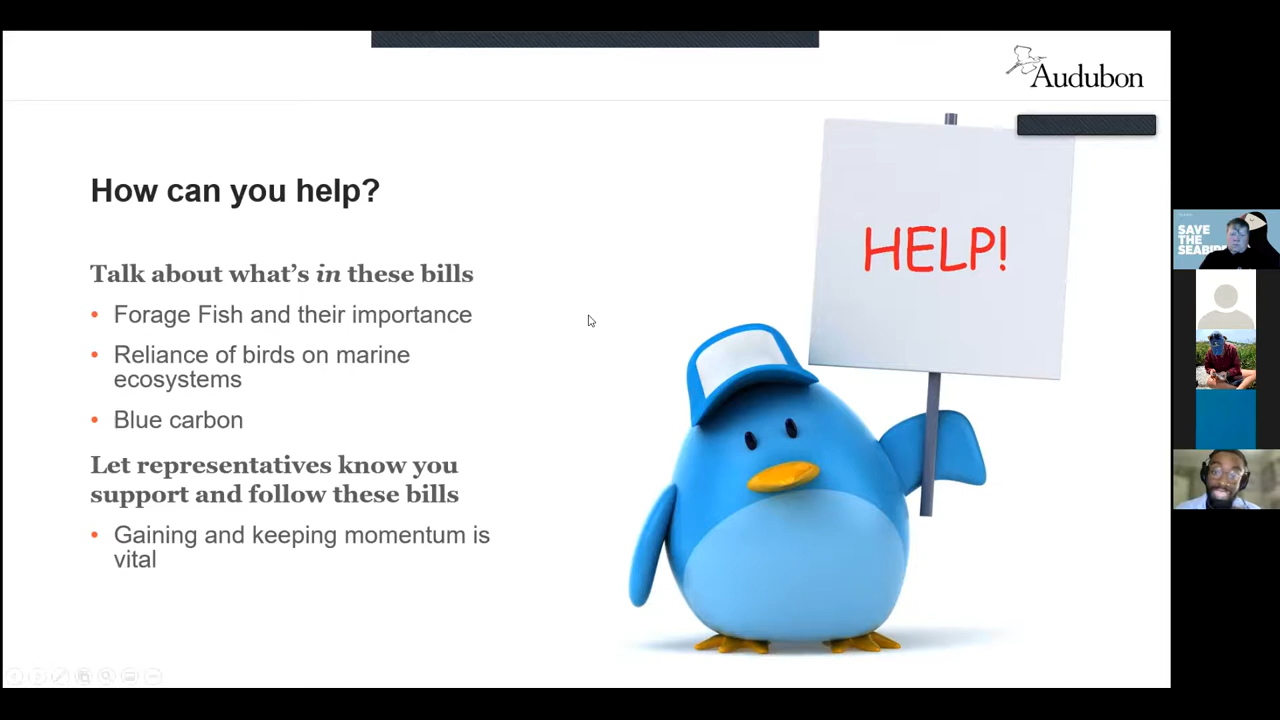 Audubon
How can you help?
HELP!
Talk about what's in these bills
• Forage Fish and their importance
• Reliance of birds on marine
ecosystems
• Blue carbon
Let representatives know you
support and follow these bills
• Gaining and keeping momentum is
vital
SAVE
THE